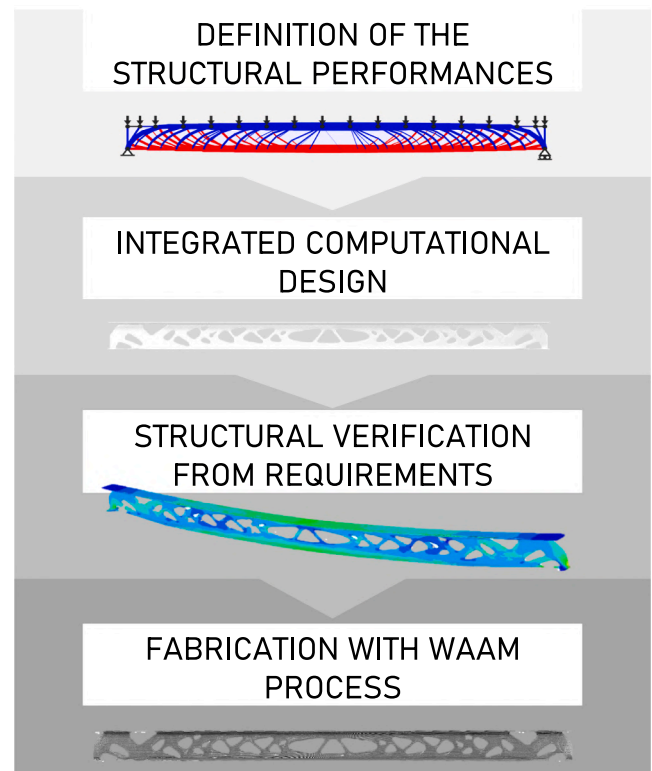 DEFINITION OF THE
STRUCTURAL PERFORMANCES
INTEGRATED COMPUTATIONAL
DESIGN
STRUCTURAL VERIFICATION
FROM REQUIREMENTS
FABRICATION WITH WAAM
PROCESS